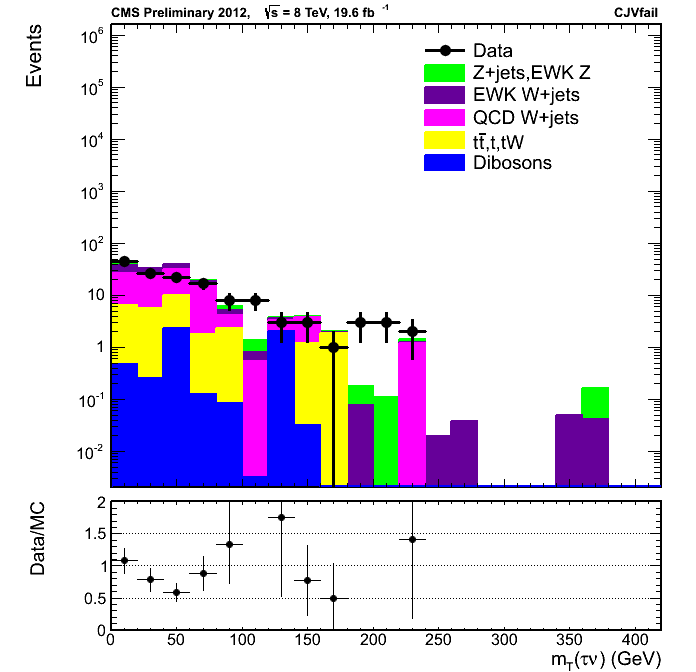 CMS Preliminary 2012, √s = 8 TeV, 19.6 fb⁻¹ CJVfail
Events
10⁶
10⁵
10⁴
10³
10²
10
1
10⁻¹
10⁻²
Data
Z+jets,EWK Z
EWK W+jets
QCD W+jets
tt̄,t,tW
Dibosons
Data/MC
2
1.5
1
0.5
0
0 50 100 150 200 250 300 350 400
m_T(τν) (GeV)